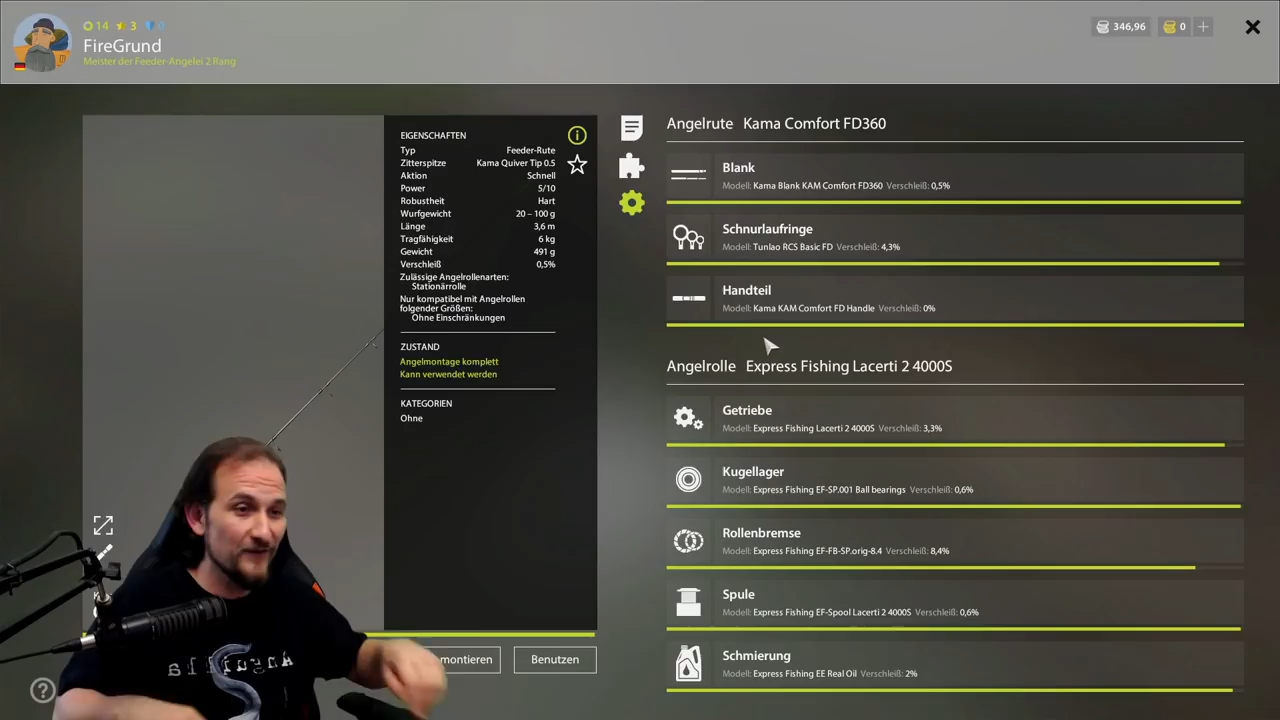 14 3 0
FireGrund
Meister der Feeder-Angelei 2 Rang
346,96 0 +
EIGENSCHAFTEN
Typ Feeder-Rute
Zitterspitze Kama Quiver Tip 0.5
Aktion Schnell
Power 5/10
Robustheit Hart
Wurfgewicht 20 – 100 g
Länge 3,6 m
Tragfähigkeit 6 kg
Gewicht 491 g
Verschleiß 0,5%
Zulässige Angelrollenarten:
Stationärrolle
Nur kompatibel mit Angelrollen
folgender Größen:
Ohne Einschränkungen
ZUSTAND
Angelmontage komplett
Kann verwendet werden
KATEGORIEN
Ohne
montieren
Benutzen
Angelrute Kama Comfort FD360
Blank
Modell: Kama Blank KAM Comfort FD360 Verschleiß: 0,5%
Schnurlaufringe
Modell: Tunlao RCS Basic FD Verschleiß: 4,3%
Handteil
Modell: Kama KAM Comfort FD Handle Verschleiß: 0%
Angelrolle Express Fishing Lacerti 2 4000S
Getriebe
Modell: Express Fishing Lacerti 2 4000S Verschleiß: 3,3%
Kugellager
Modell: Express Fishing EF-SP.001 Ball bearings Verschleiß: 0,6%
Rollenbremse
Modell: Express Fishing EF-FB-SP.orig-8.4 Verschleiß: 8,4%
Spule
Modell: Express Fishing EF-Spool Lacerti 2 4000S Verschleiß: 0,6%
Schmierung
Modell: Express Fishing EE Real Oil Verschleiß: 2%
?